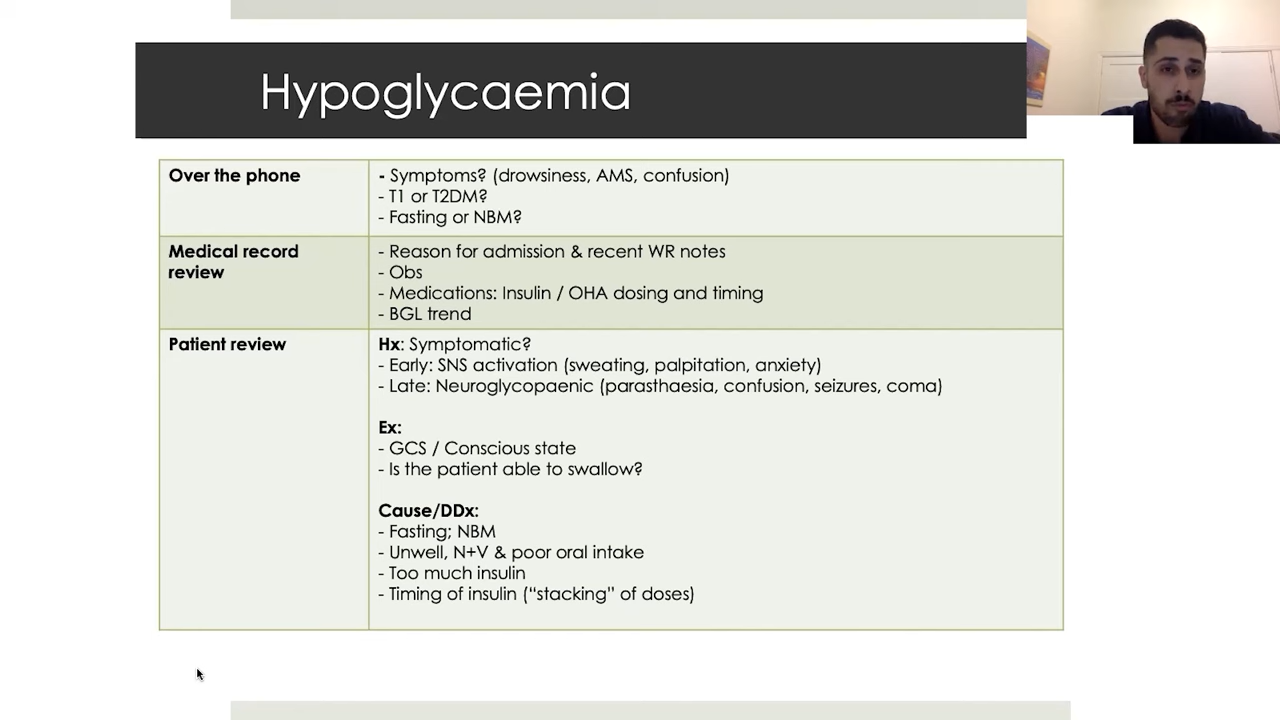 Hypoglycaemia
Over the phone
- Symptoms? (drowsiness, AMS, confusion)
- T1 or T2DM?
- Fasting or NBM?
Medical record
review
- Reason for admission & recent WR notes
- Obs
- Medications: Insulin / OHA dosing and timing
- BGL trend
Patient review
Hx: Symptomatic?
- Early: SNS activation (sweating, palpitation, anxiety)
- Late: Neuroglycopaenic (parasthaesia, confusion, seizures, coma)
Ex:
- GCS / Conscious state
- Is the patient able to swallow?
Cause/DDx:
- Fasting; NBM
- Unwell, N+V & poor oral intake
- Too much insulin
- Timing of insulin (“stacking” of doses)